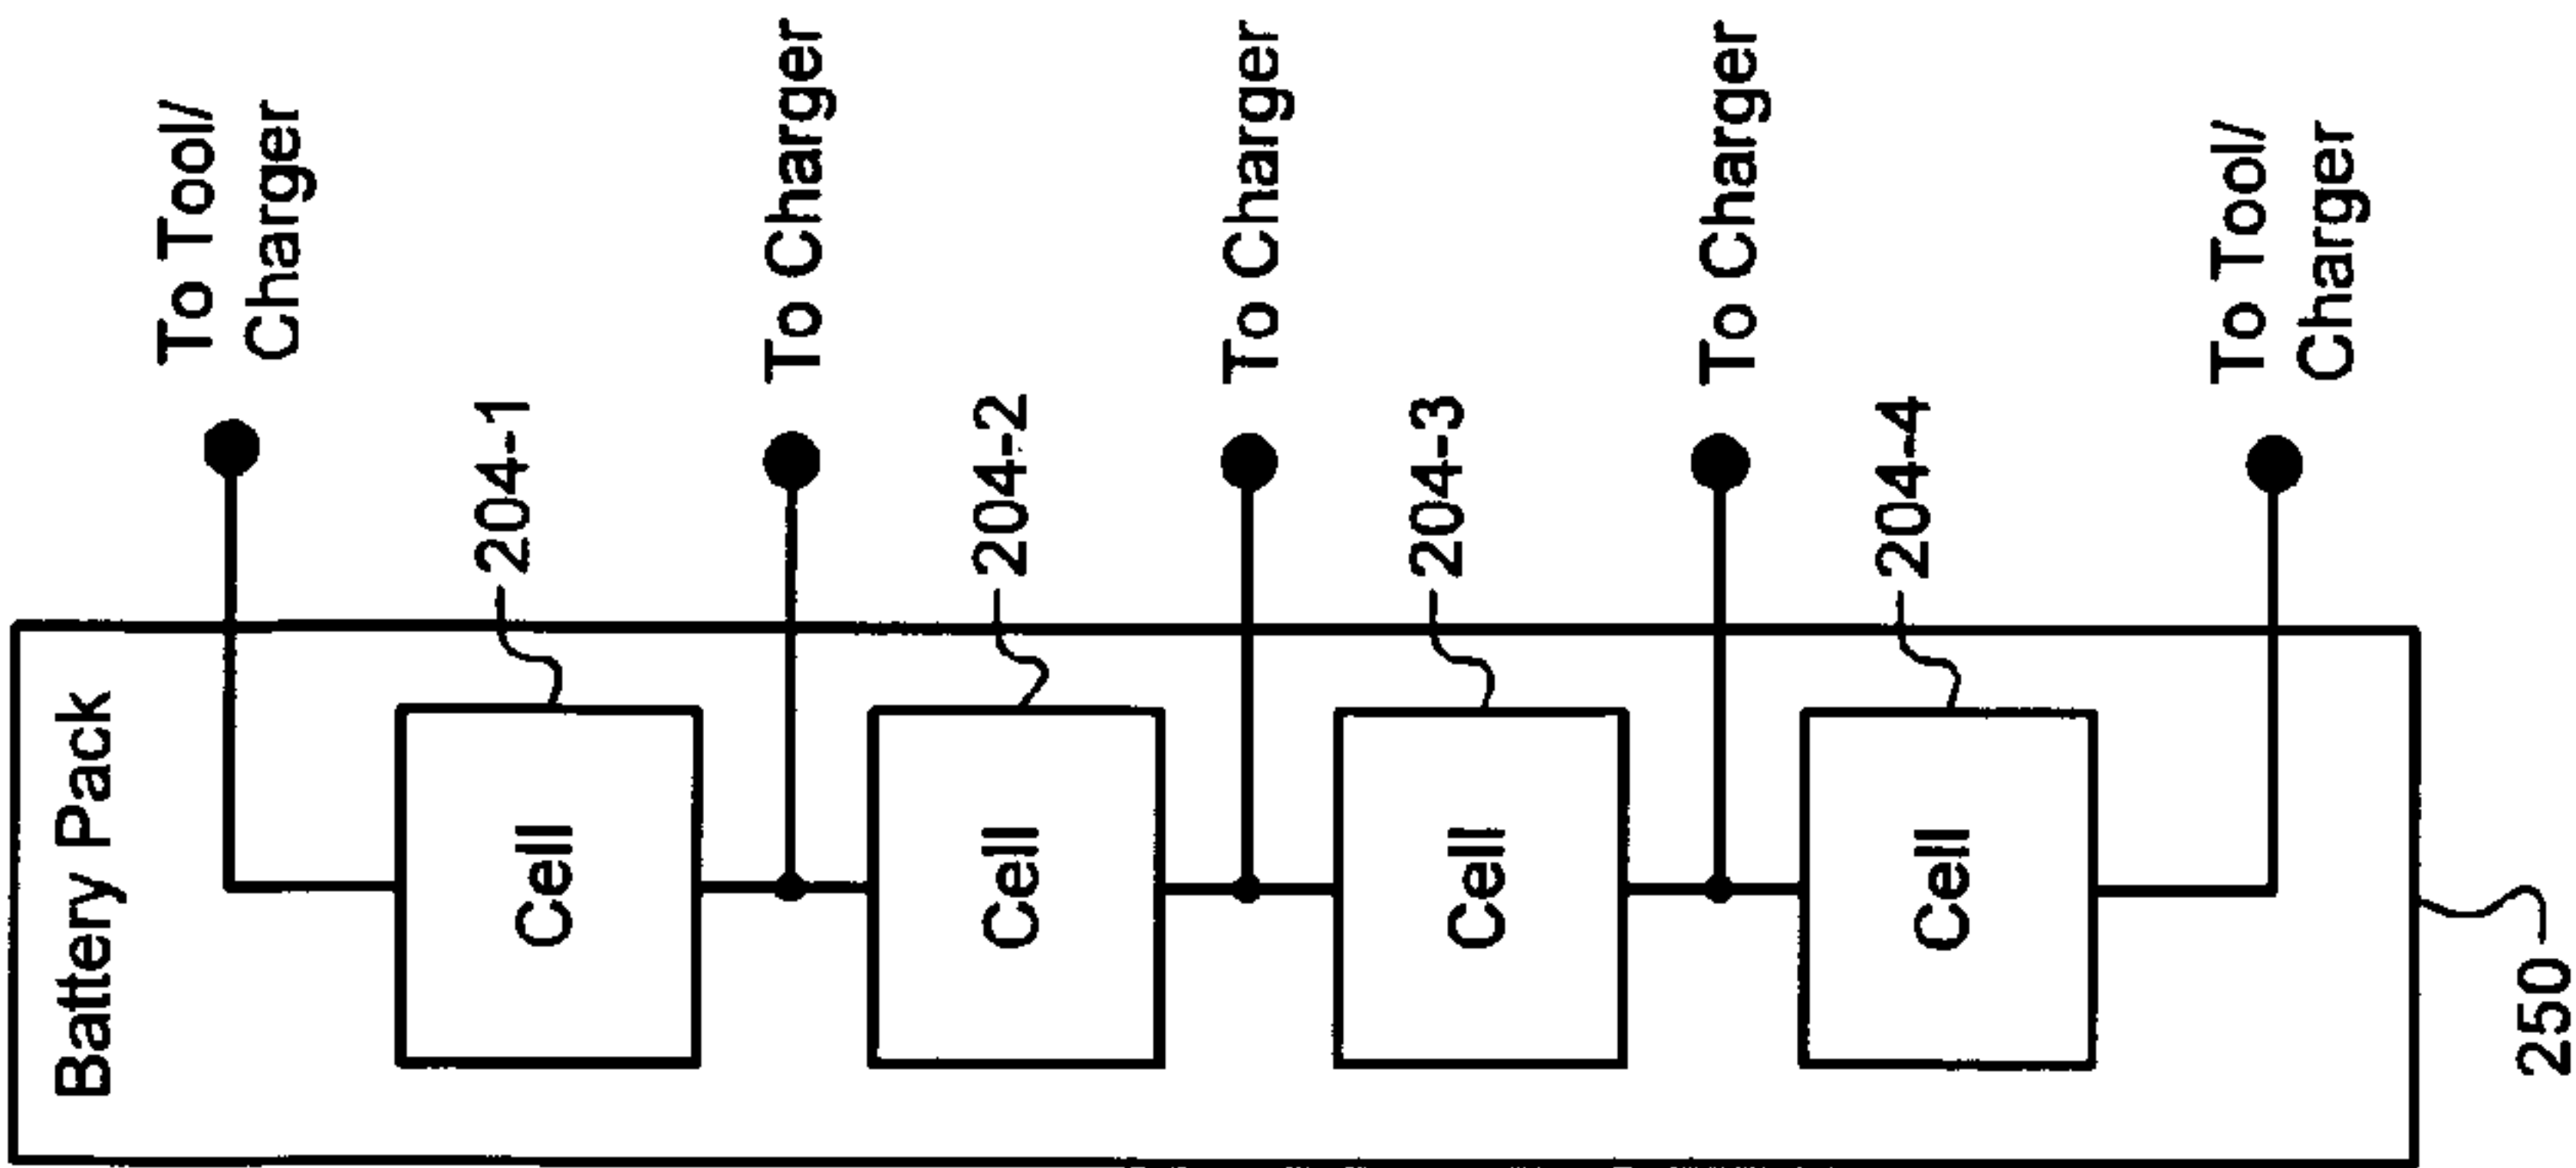 Battery Pack
To Tool/
Charger
204-1
Cell
To Charger
204-2
Cell
To Charger
204-3
Cell
To Charger
204-4
Cell
To Tool/
Charger
250